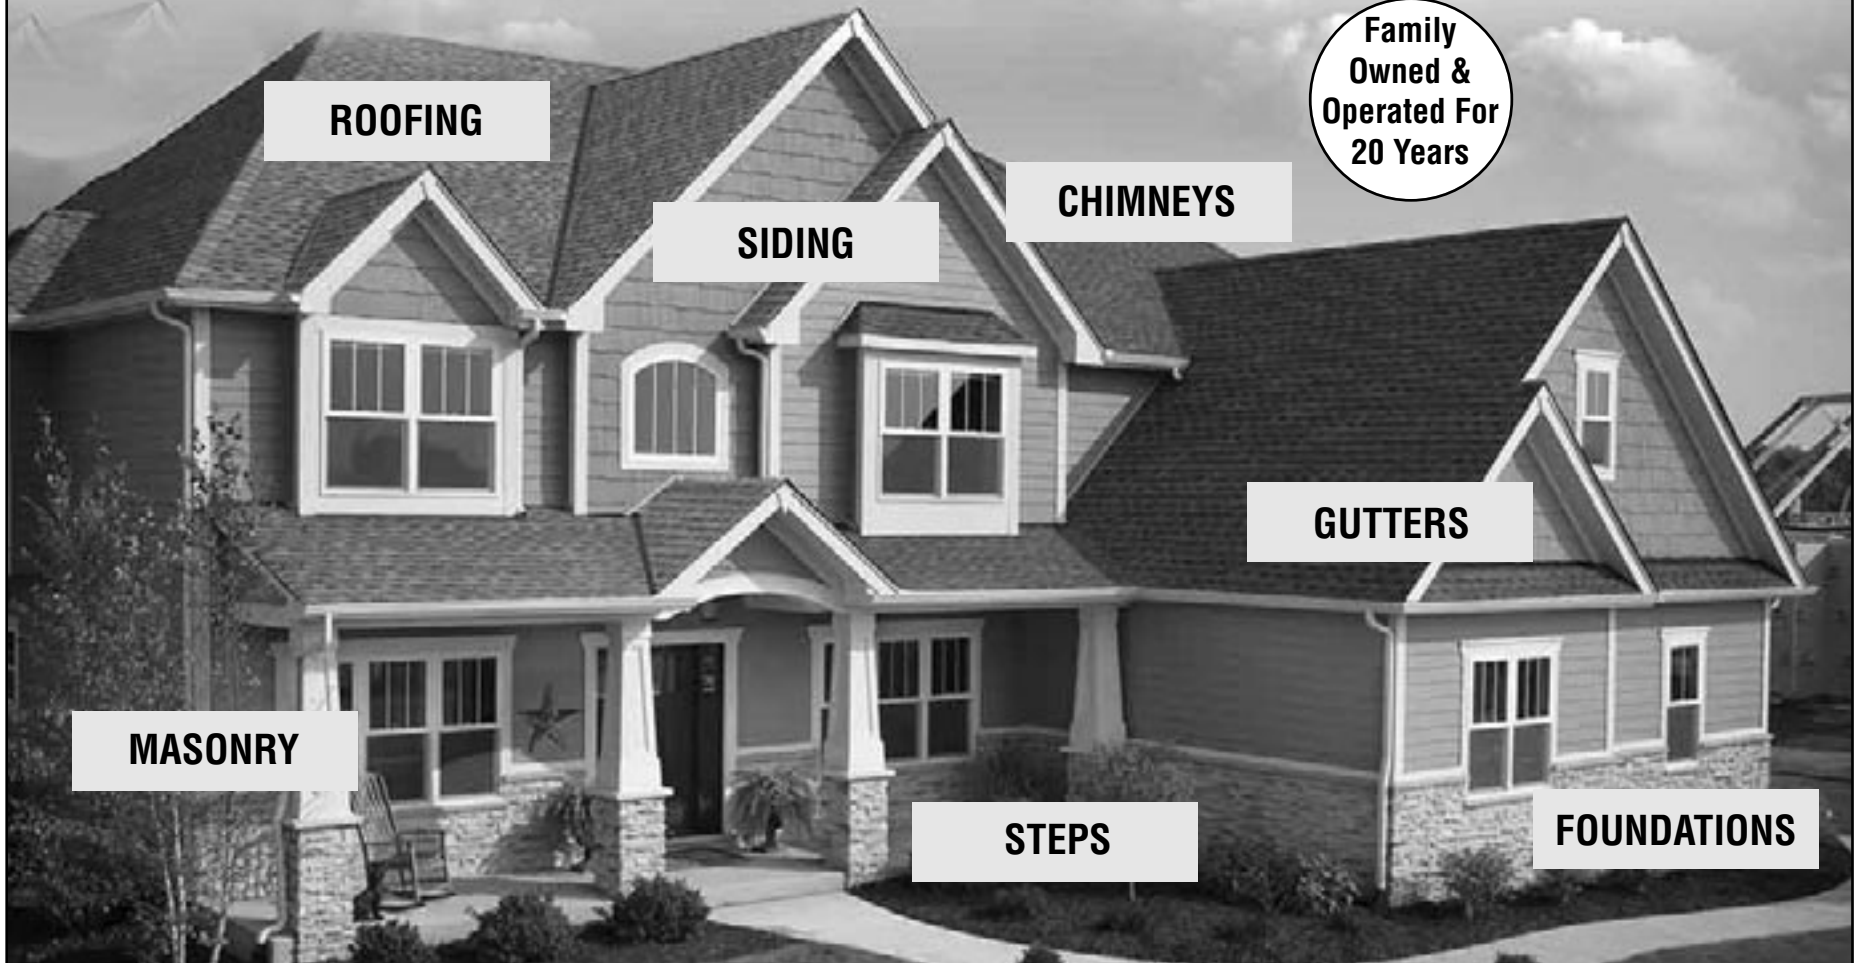 Family
Owned &
Operated For
20 Years
ROOFING
CHIMNEYS
SIDING
GUTTERS
MASONRY
STEPS
FOUNDATIONS